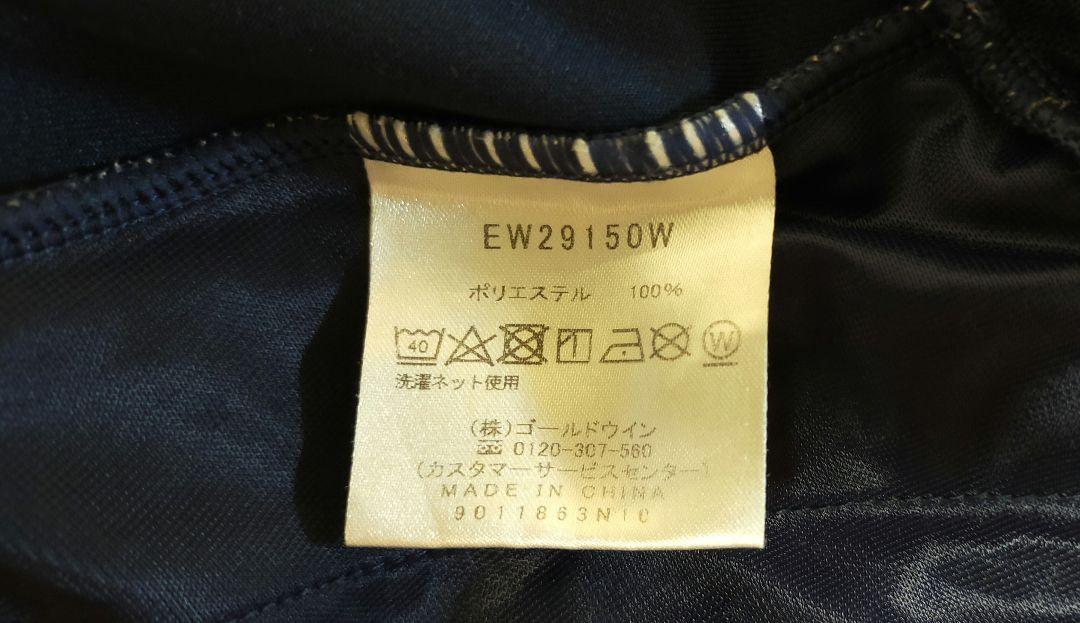 EW29150W
ポリエステル 100%
40
W
洗濯ネット使用
(株)ゴールドウイン
0120-307-560
(カスタマーサービスセンター)
MADE IN CHINA
9011863N10